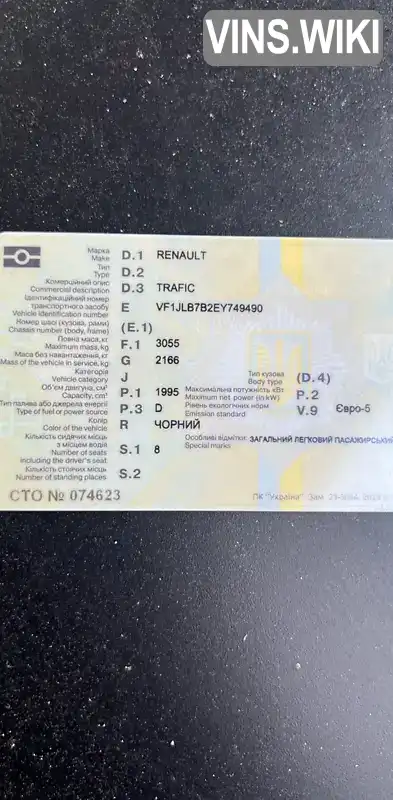 VINS.WIKI
Марка
Make D.1 RENAULT
Тип
Type D.2
Комерційний опис
Commercial description D.3 TRAFIC
Ідентифікаційний номер
транспортного засобу E VF1JLB7B2EY749490
Vehicle identification number
Номер шасі (кузова, рами)
Chassis number (body, frame) (E.1)
Повна маса, кг
Maximum mass, kg F.1 3055
Маса без навантаження, кг
Mass of the vehicle in service, kg G 2166
Категорія
Vehicle category J
Тип кузова
Body type (D.4)
Об'єм двигуна, см³
Capacity, cm³ P.1 1995
Максимальна потужність кВт
Maximum net power (in kW) P.2
Тип палива або джерела енергії
Type of fuel or power source P.3 D
Рівень екологічних норм
Emission standard V.9 Євро-5
Колір
Color of the vehicle R ЧОРНИЙ
Кількість сидячих місць
з місцем водія
Number of seats
including the driver's seat S.1 8
Особливі відмітки: ЗАГАЛЬНИЙ ЛЕГКОВИЙ ПАСАЖИРСЬКИЙ
Special marks
Кількість стоячих місць
Number of standing places S.2
СТО № 074623
ПК "Україна". Зам.